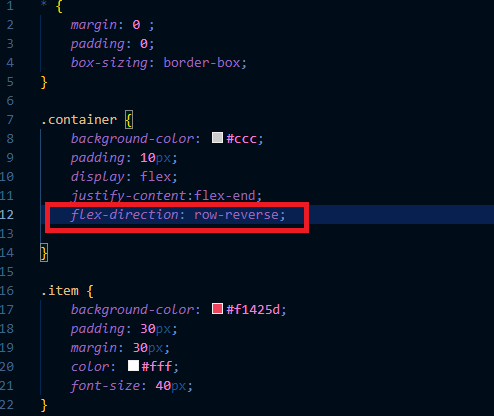 1 * {
2 margin: 0 ;
3 padding: 0;
4 box-sizing: border-box;
5 }
6
7 .container {
8 background-color: #ccc;
9 padding: 10px;
10 display: flex;
11 justify-content:flex-end;
12 flex-direction: row-reverse;
13
14 }
15
16 .item {
17 background-color: #f1425d;
18 padding: 30px;
19 margin: 30px;
20 color: #fff;
21 font-size: 40px;
22 }